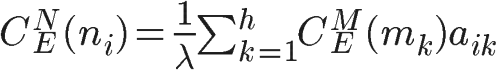 $C_E^N(n_i) = \frac{1}{\lambda} \sum_{k=1}^{h} C_E^M(m_k) a_{ik}$